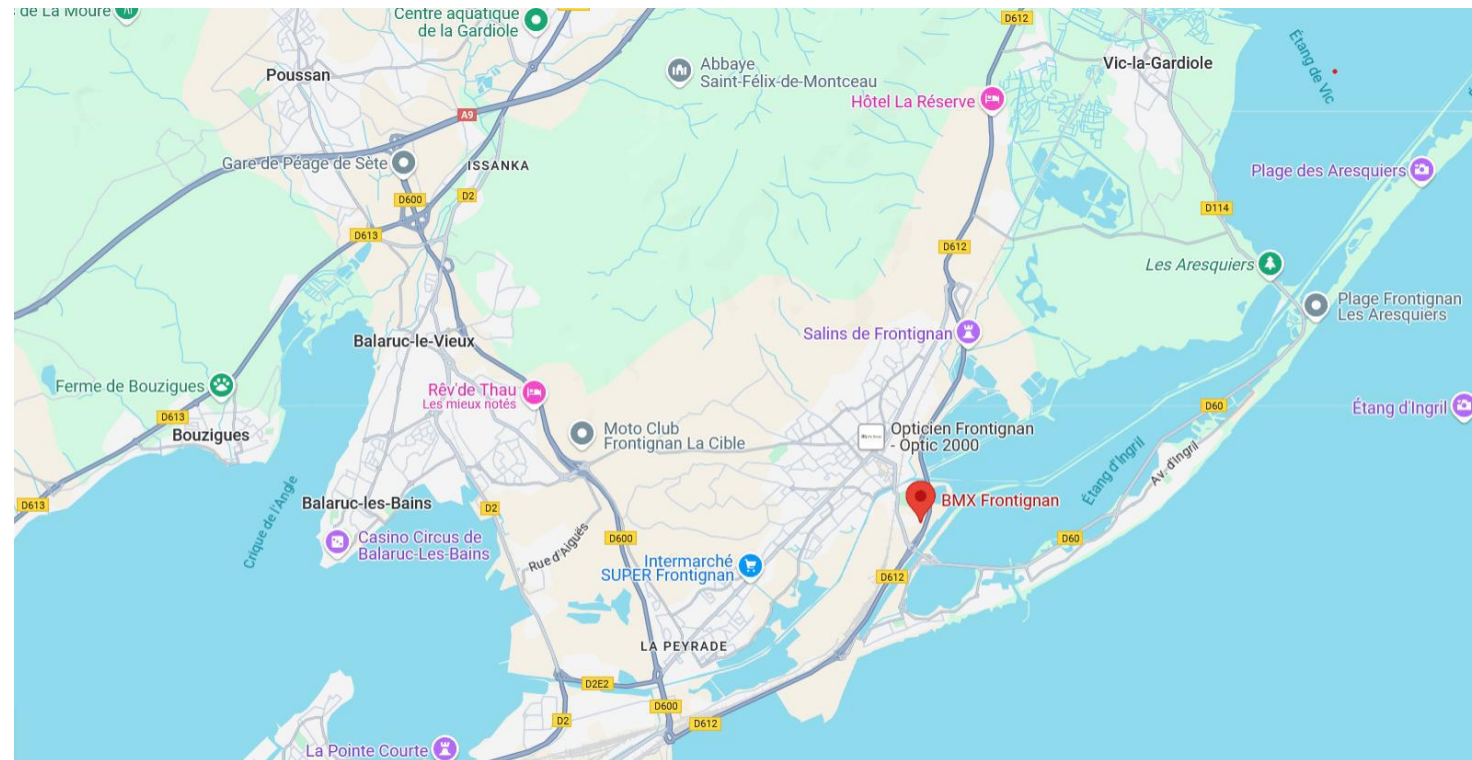 de La Moure
Centre aquatique
de la Gardiole
D612
Étang de Vic
Poussan
Abbaye
Saint-Félix-de-Montceau
Vic-la-Gardiole
Hôtel La Réserve
A9
Gare de Péage de Sète
ISSANKA
Plage des Aresquiers
D600
D2
D114
D613
D612
Les Aresquiers
Plage Frontignan
Les Aresquiers
Salins de Frontignan
Balaruc-le-Vieux
Ferme de Bouzigues
Rêv'de Thau
Les mieux notés
D613
D60
Étang d'Ingril
Bouzigues
Moto Club
Frontignan La Cible
Opticien Frontignan
- Optic 2000
Étang d'Ingril
Av. d'Ingril
D613
Crique de l'Angle
Balaruc-les-Bains
D2
BMX Frontignan
Casino Circus de
Balaruc-Les-Bains
Rue d'Aiguës
D600
D60
Intermarché
SUPER Frontignan
D612
LA PEYRADE
D2E2
D600
D2
D612
La Pointe Courte